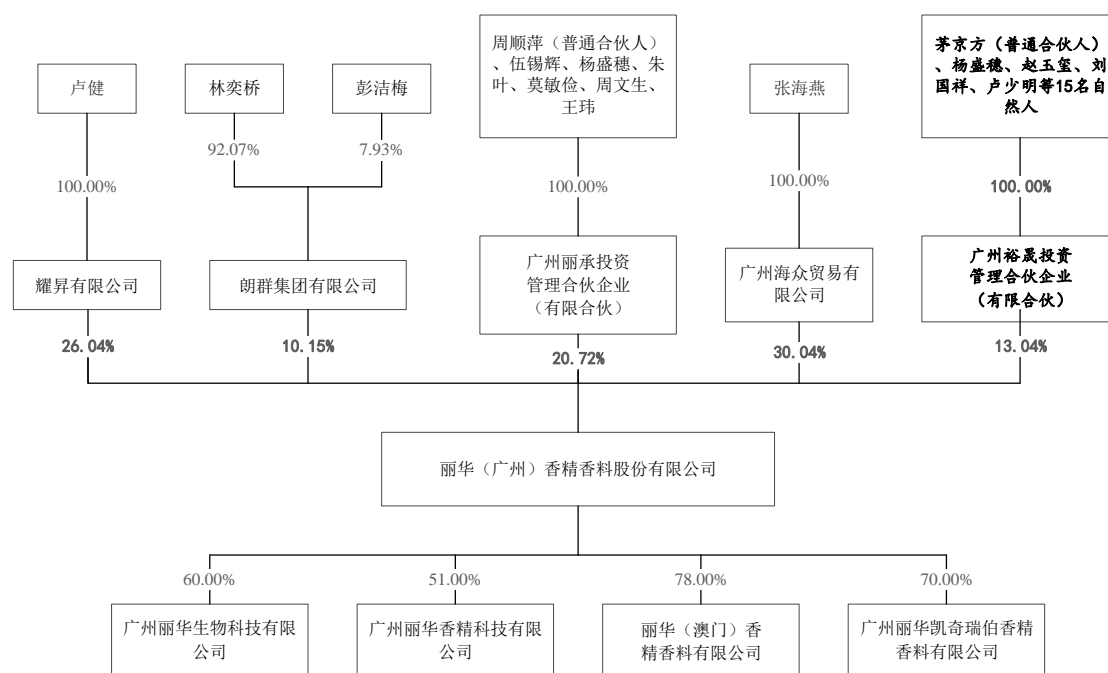 卢健
林奕桥
彭洁梅
周顺萍（普通合伙人）
、伍锡辉、杨盛穗、朱
叶、莫敏俭、周文生、
王玮
张海燕
茅京方（普通合伙人）
、杨盛穗、赵玉玺、刘
国祥、卢少明等15名自
然人
92.07%
7.93%
100.00%
100.00%
100.00%
100.00%
耀昇有限公司
朗群集团有限公司
广州丽承投资
管理合伙企业
（有限合伙）
广州海众贸易有
限公司
广州裕晟投资
管理合伙企业
（有限合伙）
26.04%
10.15%
20.72%
30.04%
13.04%
丽华（广州）香精香料股份有限公司
60.00%
51.00%
78.00%
70.00%
广州丽华生物科技有限
公司
广州丽华香精科技有限
公司
丽华（澳门）香
精香料有限公司
广州丽华凯奇瑞伯香精
香料有限公司